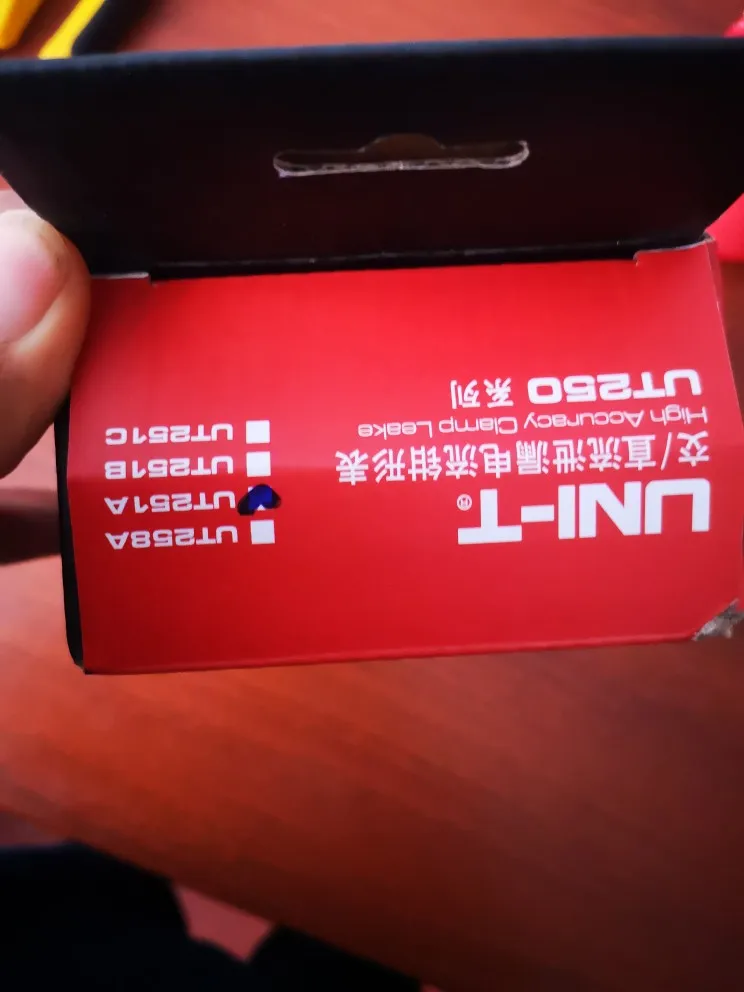 UNI-T®
交/直流泄漏电流钳形表
High Accuracy Clamp Leake
UT250 系列
UT258A
UT251A
UT251B
UT251C